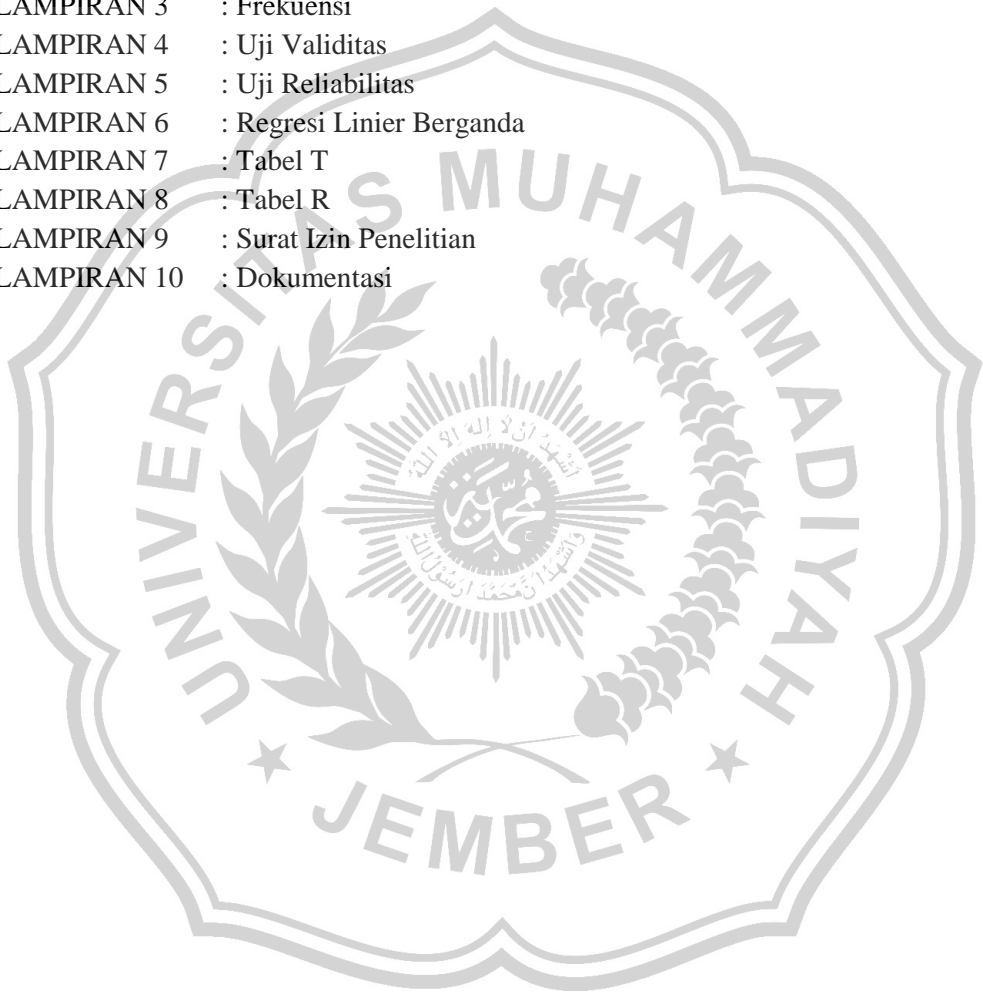 LAMPIRAN 3 : Frekuensi
LAMPIRAN 4 : Uji Validitas
LAMPIRAN 5 : Uji Reliabilitas
LAMPIRAN 6 : Regresi Linier Berganda
LAMPIRAN 7 : Tabel T
LAMPIRAN 8 : Tabel R
LAMPIRAN 9 : Surat Izin Penelitian
LAMPIRAN 10 : Dokumentasi
UNIVERSITAS MUHAMMADIYAH
JEMBER